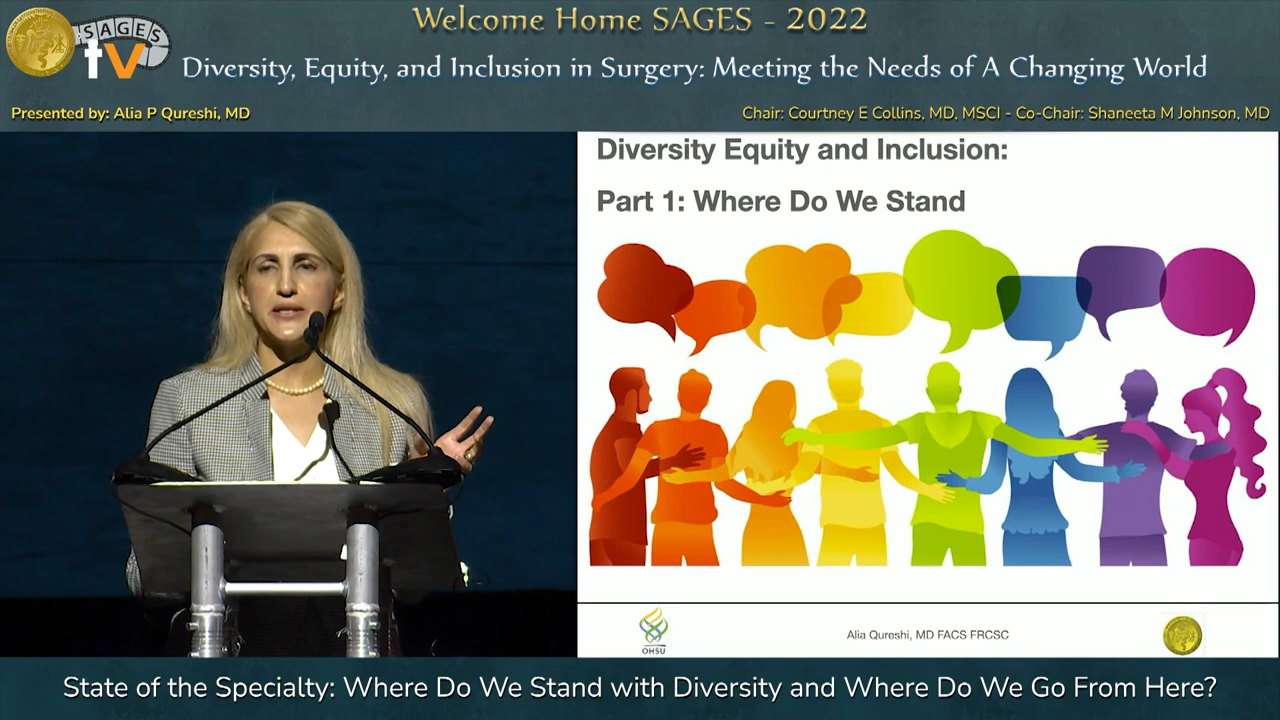 Welcome Home SAGES - 2022
SAGES
tv
Diversity, Equity, and Inclusion in Surgery: Meeting the Needs of A Changing World
Presented by: Alia P Qureshi, MD
Chair: Courtney E Collins, MD, MSCI - Co-Chair: Shaneeta M Johnson, MD
Diversity Equity and Inclusion:
Part 1: Where Do We Stand
OHSU
Alia Qureshi, MD FACS FRCSC
State of the Specialty: Where Do We Stand with Diversity and Where Do We Go From Here?